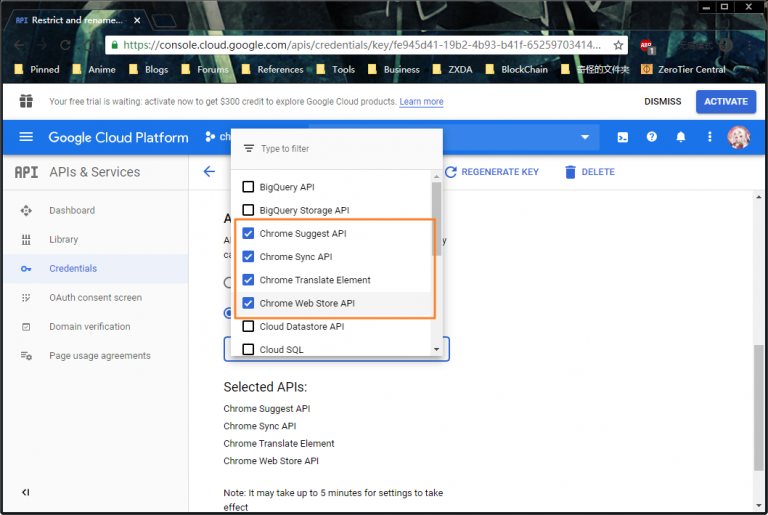 API Restrict and rename...
https://console.cloud.google.com/apis/credentials/key/fe945d41-19b2-4b93-b41f-65259703414...
Pinned Anime Blogs Forums References Tools Business ZXDA BlockChain 奇怪的文件夹 ZeroTier Central
Your free trial is waiting: activate now to get $300 credit to explore Google Cloud products. Learn more
DISMISS ACTIVATE
Google Cloud Platform ch
API APIs & Services
REGENERATE KEY DELETE
Type to filter
BigQuery API
BigQuery Storage API
Chrome Suggest API
Chrome Sync API
Chrome Translate Element
Chrome Web Store API
Cloud Datastore API
Cloud SQL
Dashboard
Library
Credentials
OAuth consent screen
Domain verification
Page usage agreements
Selected APIs:
Chrome Suggest API
Chrome Sync API
Chrome Translate Element
Chrome Web Store API
Note: It may take up to 5 minutes for settings to take
effect